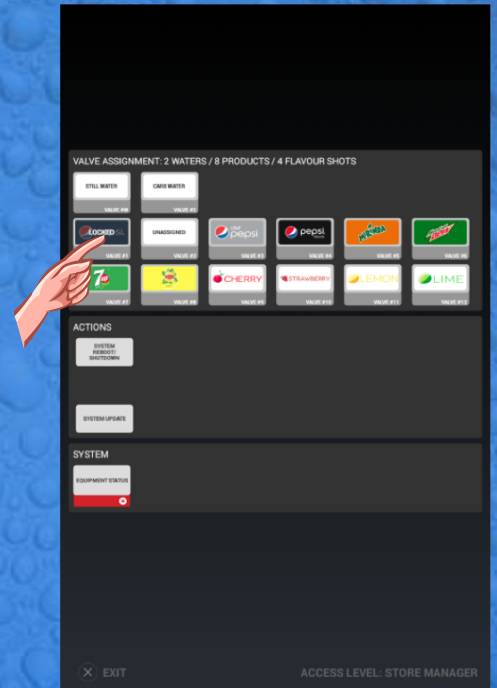 VALVE ASSIGNMENT: 2 WATERS / 8 PRODUCTS / 4 FLAVOUR SHOTS
STILL WATER
CARB WATER
VALVE #W
VALVE #C
LOCKED
UNASSIGNED
diet pepsi
pepsi
MIRINDA
VALVE #1
VALVE #2
VALVE #3
VALVE #4
VALVE #5
VALVE #6
7up
CHERRY
STRAWBERRY
LEMON
LIME
VALVE #7
VALVE #8
VALVE #9
VALVE #10
VALVE #11
VALVE #12
ACTIONS
SYSTEM
REBOOT/
SHUTDOWN
SYSTEM UPDATE
SYSTEM
EQUIPMENT STATUS
EXIT
ACCESS LEVEL: STORE MANAGER